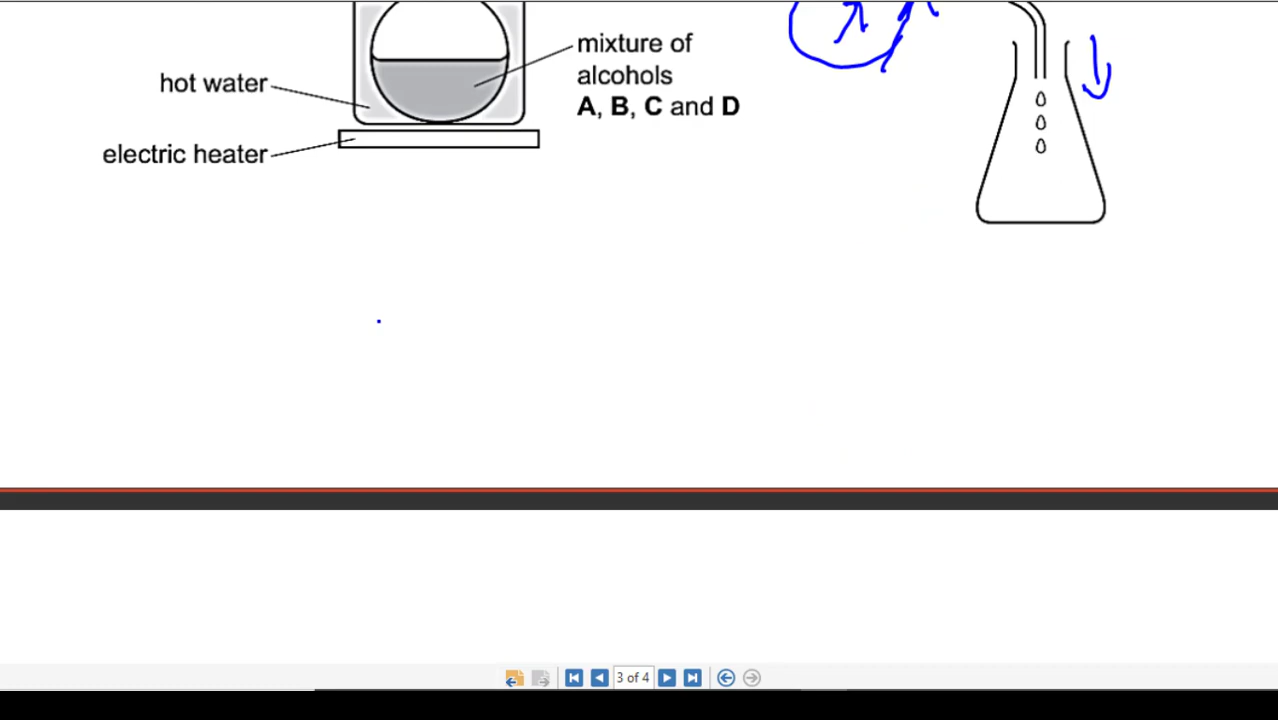 mixture of
alcohols
A, B, C and D
hot water
electric heater
3 of 4